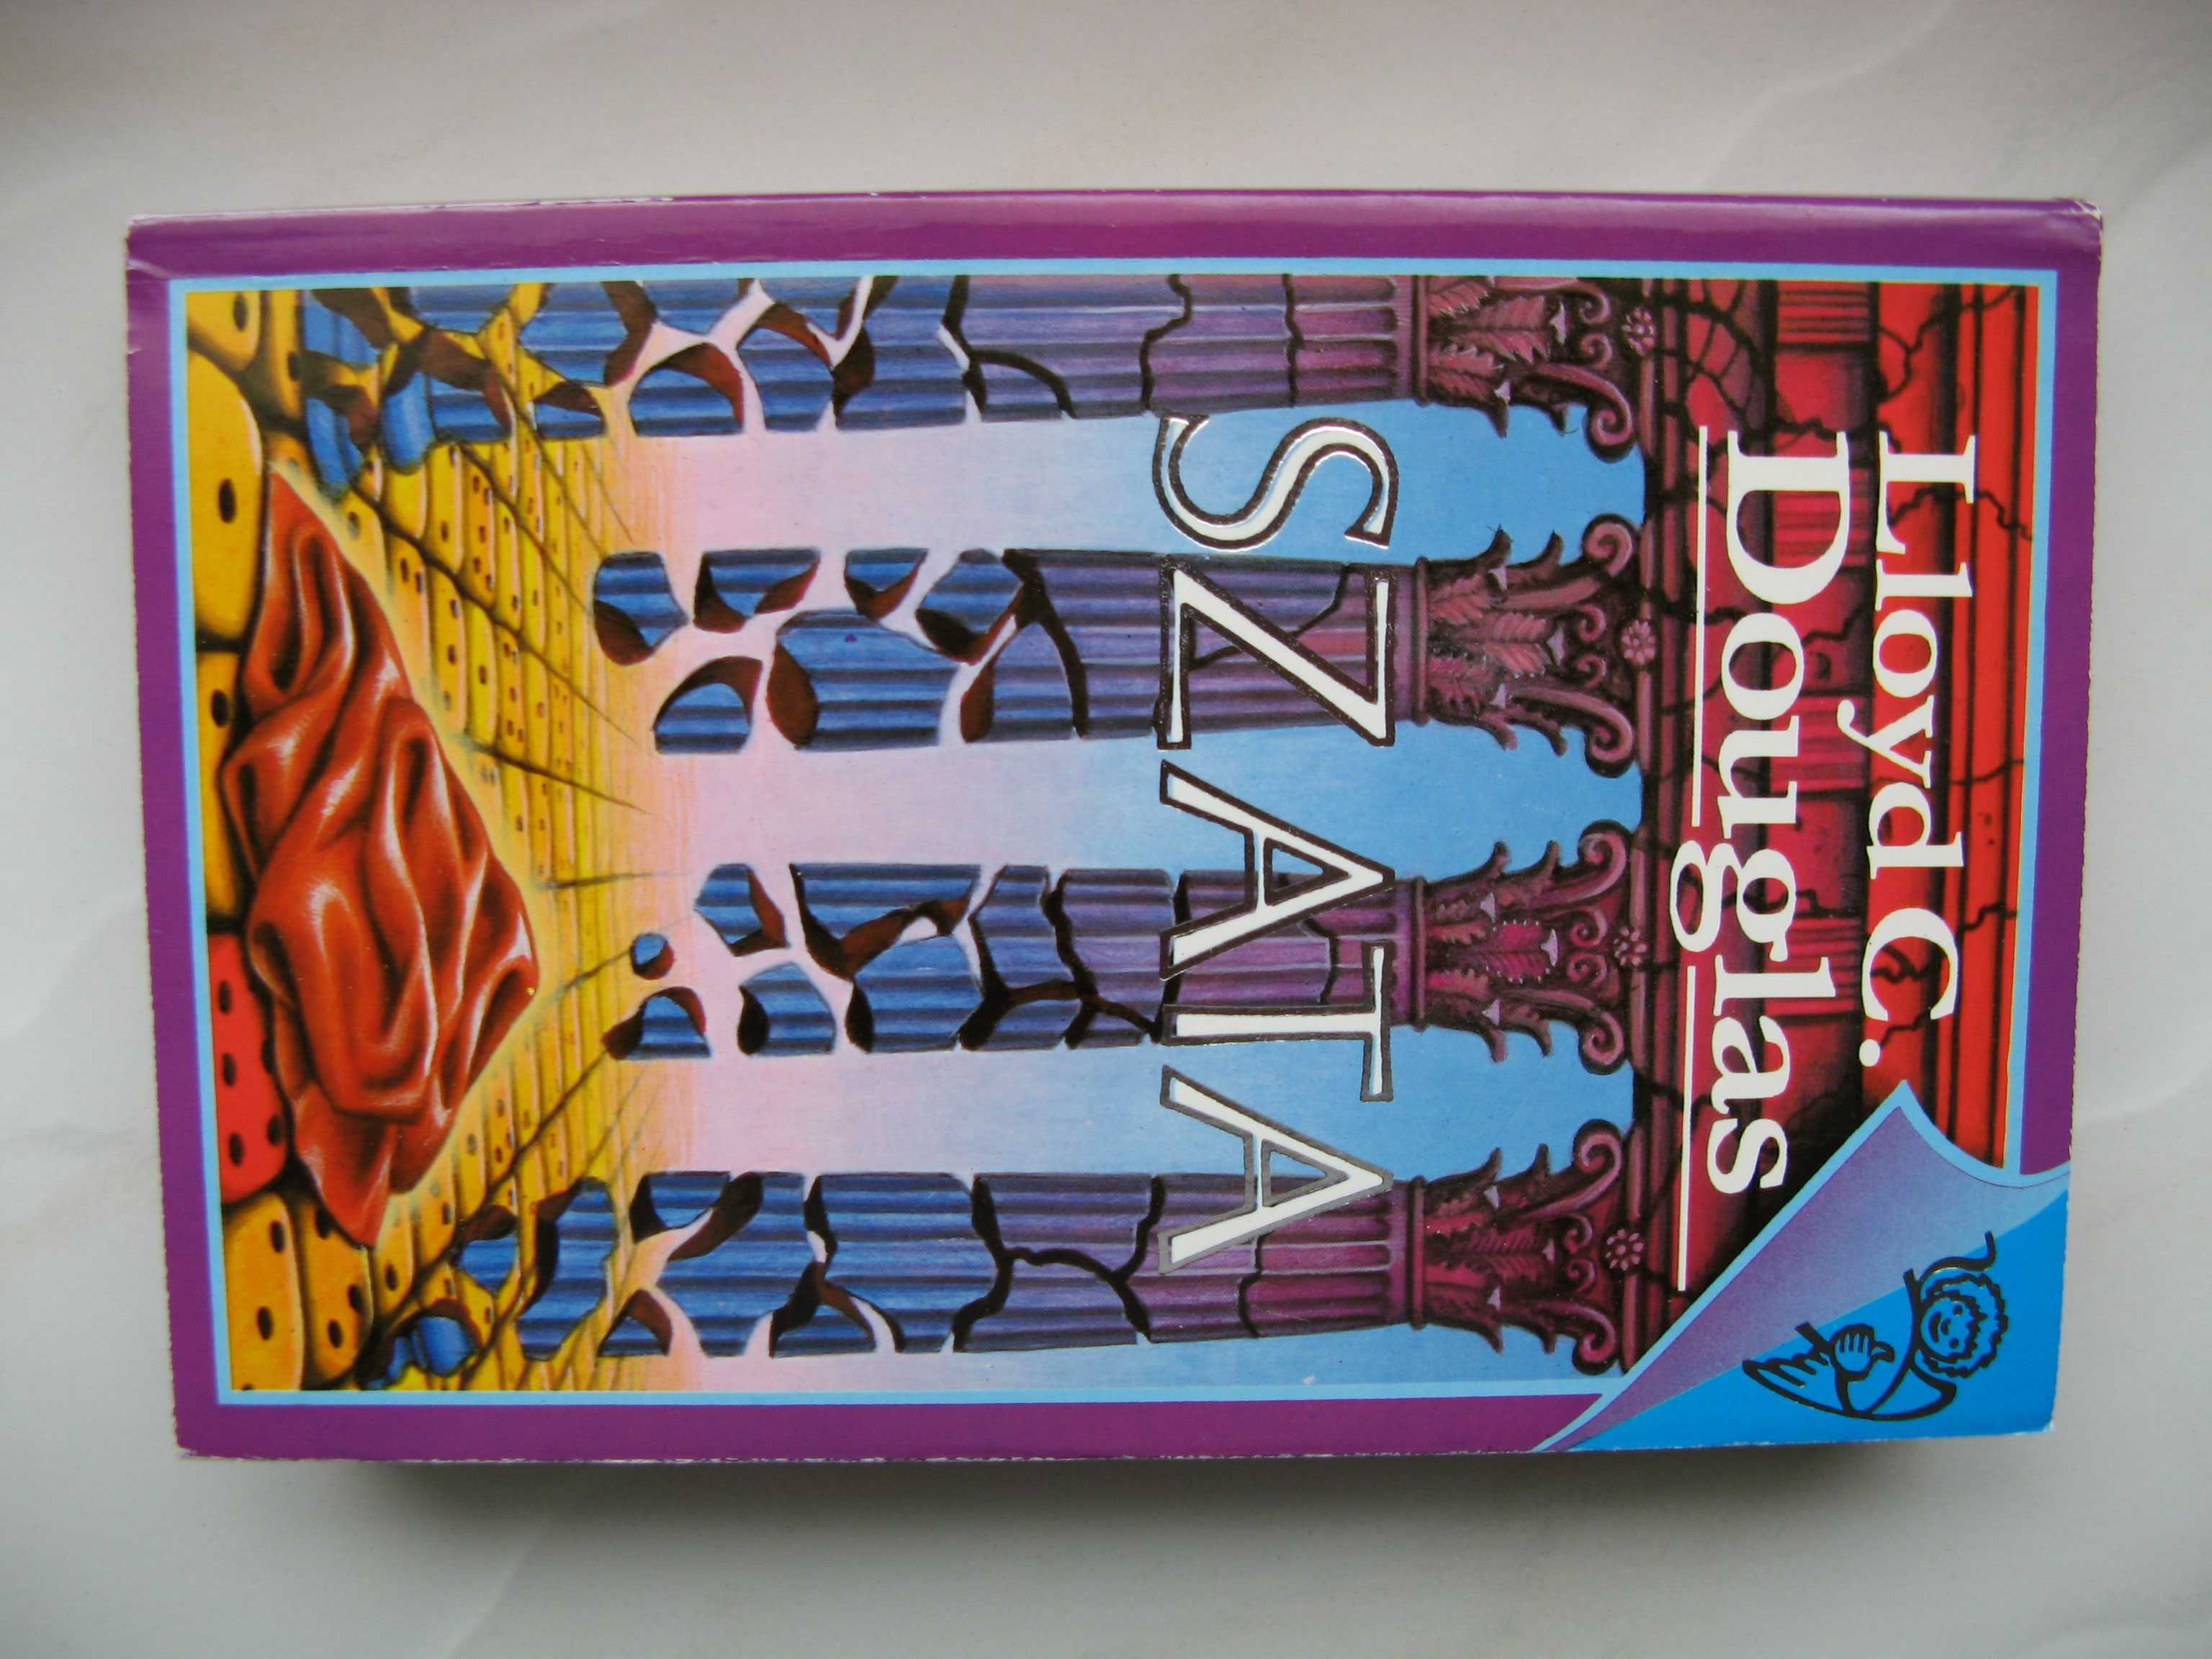 Lloyd C.
Douglas
SZATA